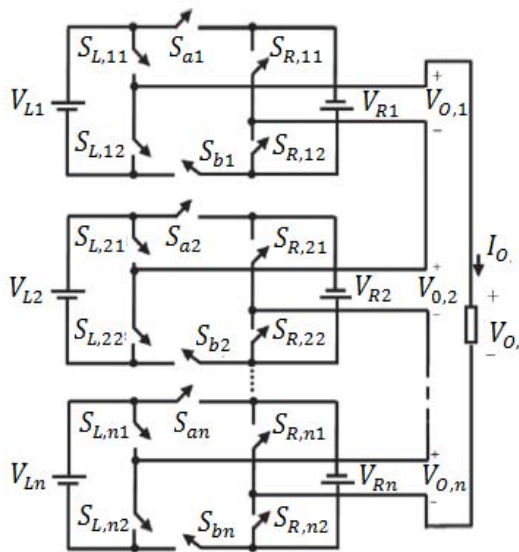 S_{L,11} S_{a1} S_{R,11}
V_{L1} V_{R1} + V_{O,1} −
S_{L,12} S_{b1} S_{R,12}
S_{L,21} S_{a2} S_{R,21}
V_{L2} V_{R2} + V_{0,2} −
I_{O.}
+ V_{O,} −
S_{L,22} S_{b2} S_{R,22}
S_{L,n1} S_{an} S_{R,n1}
V_{Ln} V_{Rn} + V_{O,n} −
S_{L,n2} S_{bn} S_{R,n2}